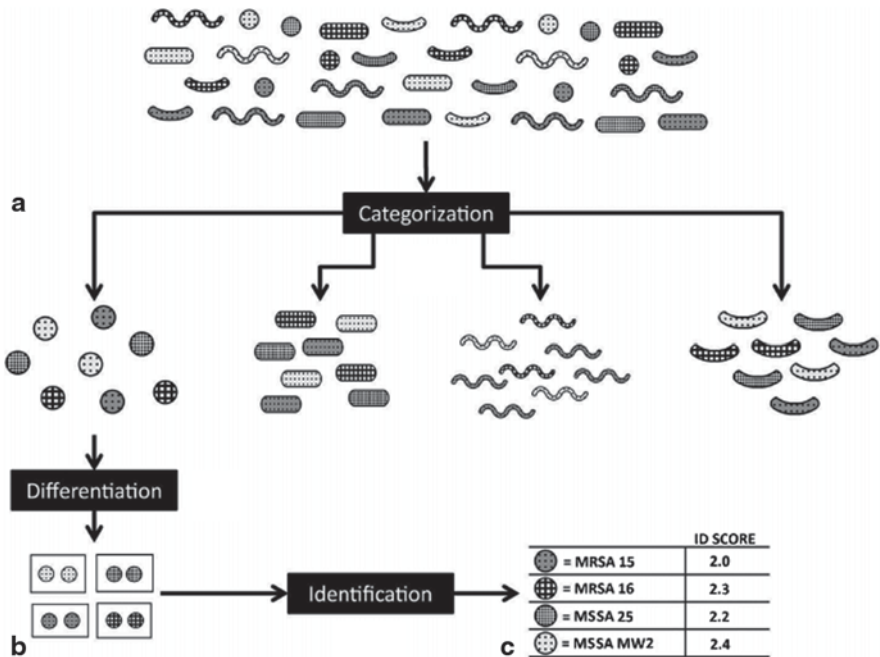 a
Categorization
Differentiation
b
Identification
c
ID SCORE
= MRSA 15 2.0
= MRSA 16 2.3
= MSSA 25 2.2
= MSSA MW2 2.4